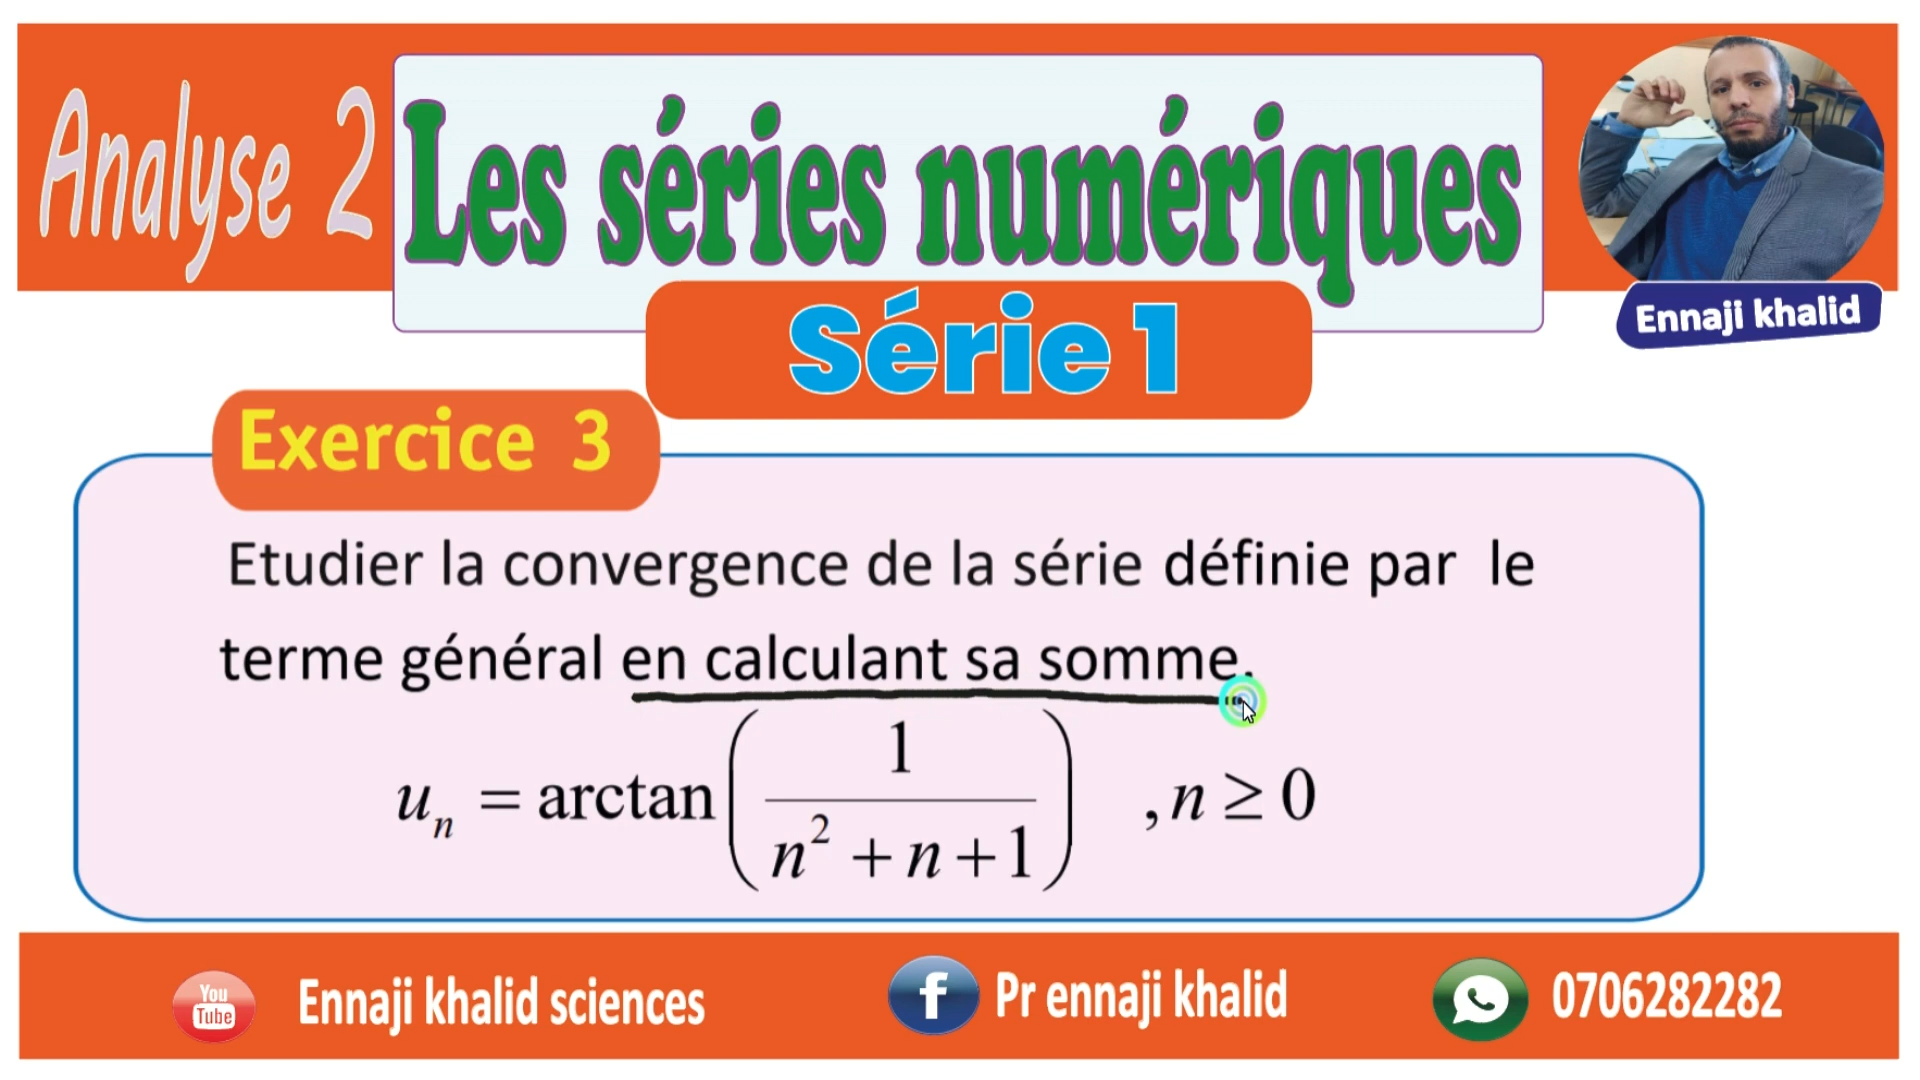 Analyse 2
Les séries numériques
Série 1
Ennaji khalid
Exercice 3
Etudier la convergence de la série définie par le
terme général en calculant sa somme.
u_n = arctan(1/(n² + n + 1)) , n ≥ 0
You Tube
Ennaji khalid sciences
f
Pr ennaji khalid
0706282282